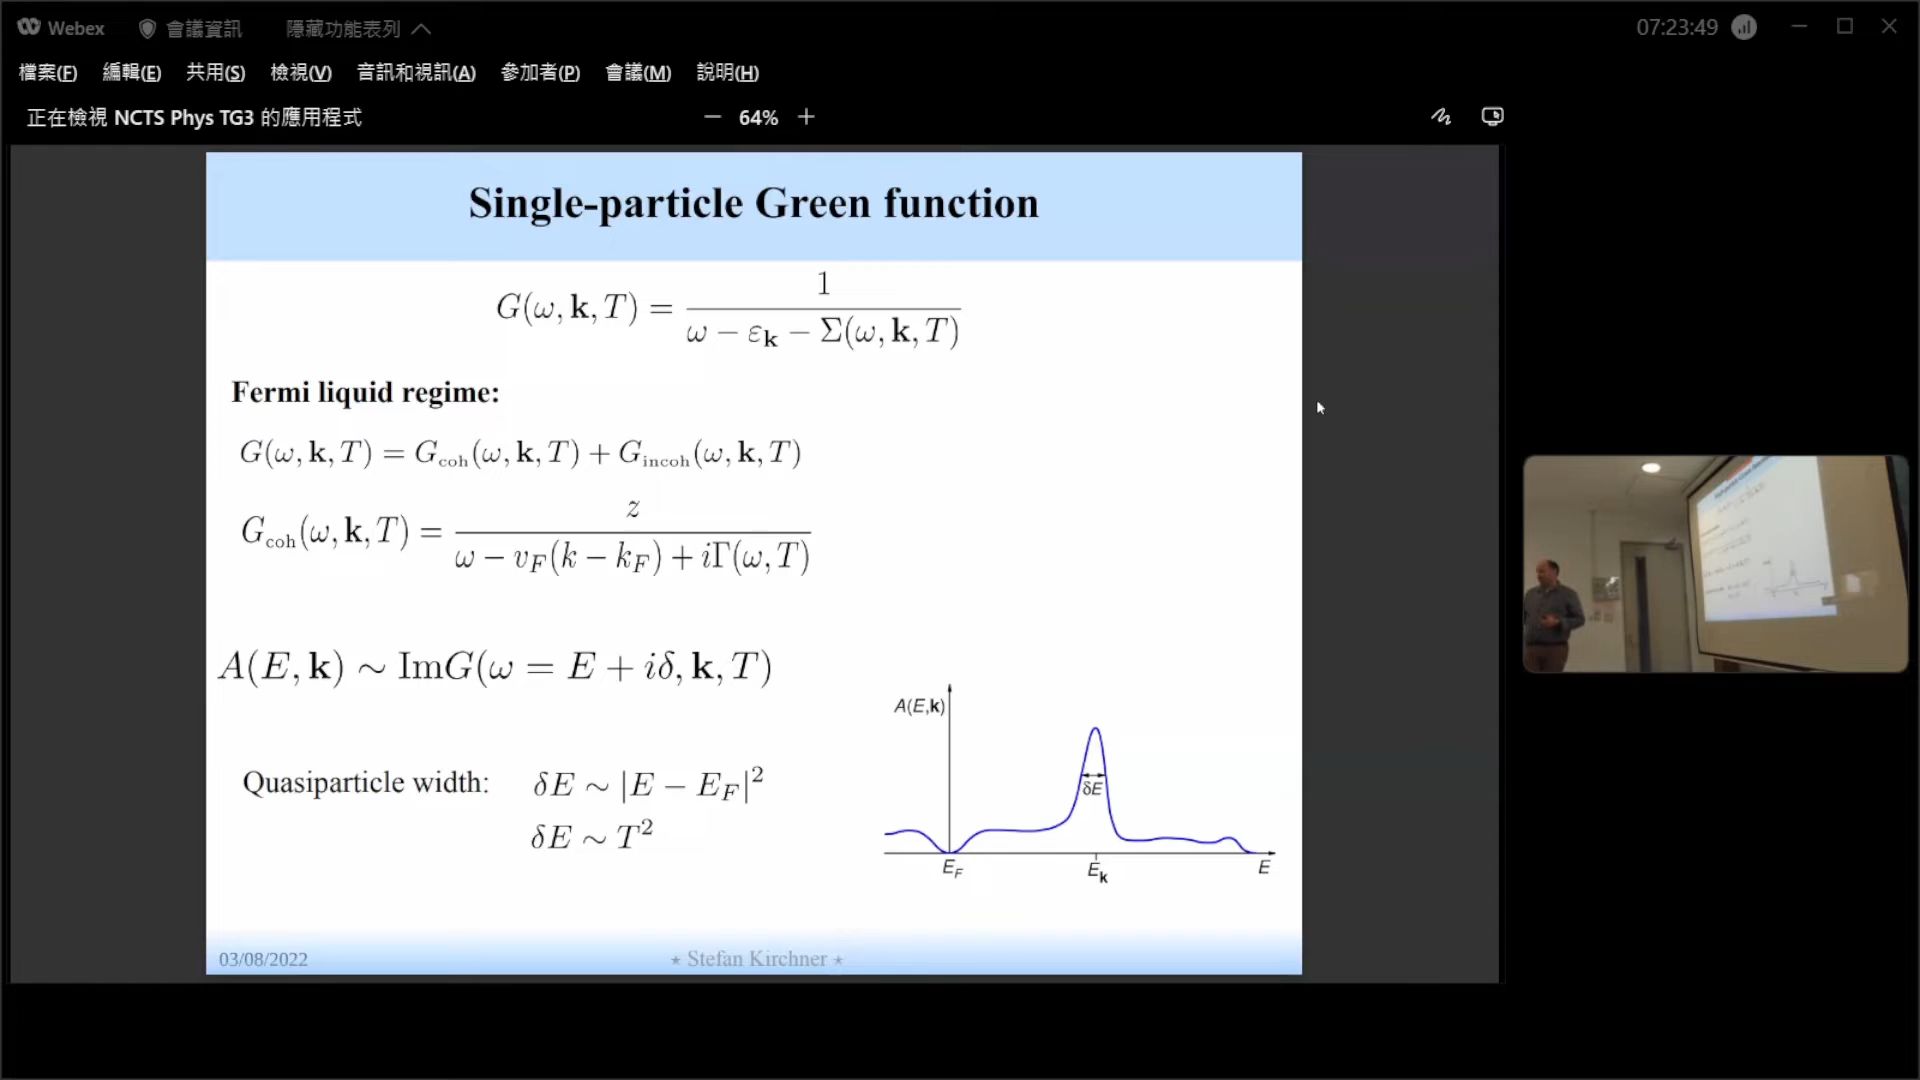 Webex 會議資訊 隱藏功能表列 07:23:49
檔案(F) 編輯(E) 共用(S) 檢視(V) 音訊和視訊(A) 參加者(P) 會議(M) 說明(H)
正在檢視 NCTS Phys TG3 的應用程式 − 64% +
Single-particle Green function
G(ω, k, T) = 1 / (ω − ε_k − Σ(ω, k, T))
Fermi liquid regime:
G(ω, k, T) = G_coh(ω, k, T) + G_incoh(ω, k, T)
G_coh(ω, k, T) = z / (ω − v_F(k − k_F) + iΓ(ω, T))
A(E, k) ∼ ImG(ω = E + iδ, k, T)
Quasiparticle width: δE ∼ |E − E_F|²
δE ∼ T²
A(E,k)
δE
E_F E_k E
03/08/2022 ⋆ Stefan Kirchner ⋆